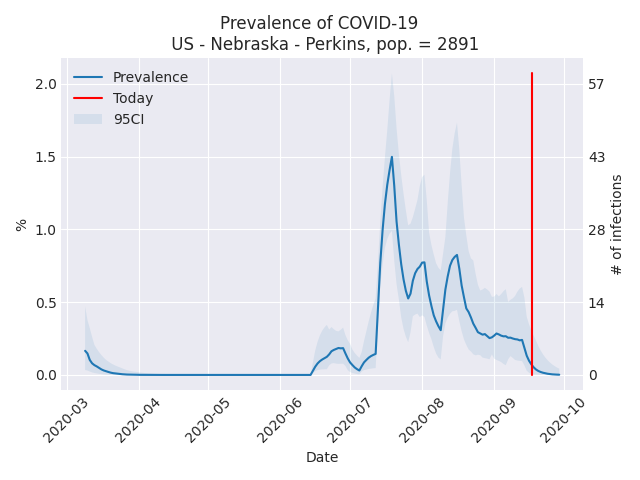 Prevalence of COVID-19
US - Nebraska - Perkins, pop. = 2891
Prevalence
Today
95CI
2.0
1.5
1.0
0.5
0.0
%
57
43
28
14
0
# of infections
2020-03
2020-04
2020-05
2020-06
2020-07
2020-08
2020-09
2020-10
Date